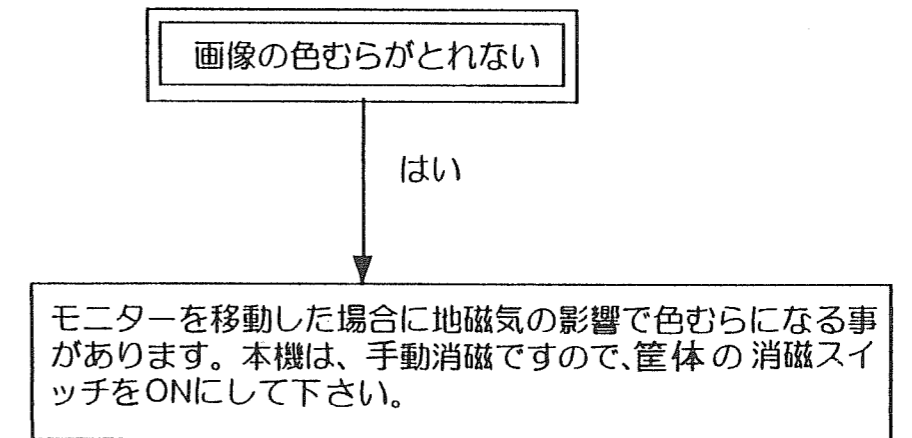 画像の色むらがとれない
はい
モニターを移動した場合に地磁気の影響で色むらになる事
があります。本機は、手動消磁ですので、筐体の消磁スイ
ッチをONにして下さい。